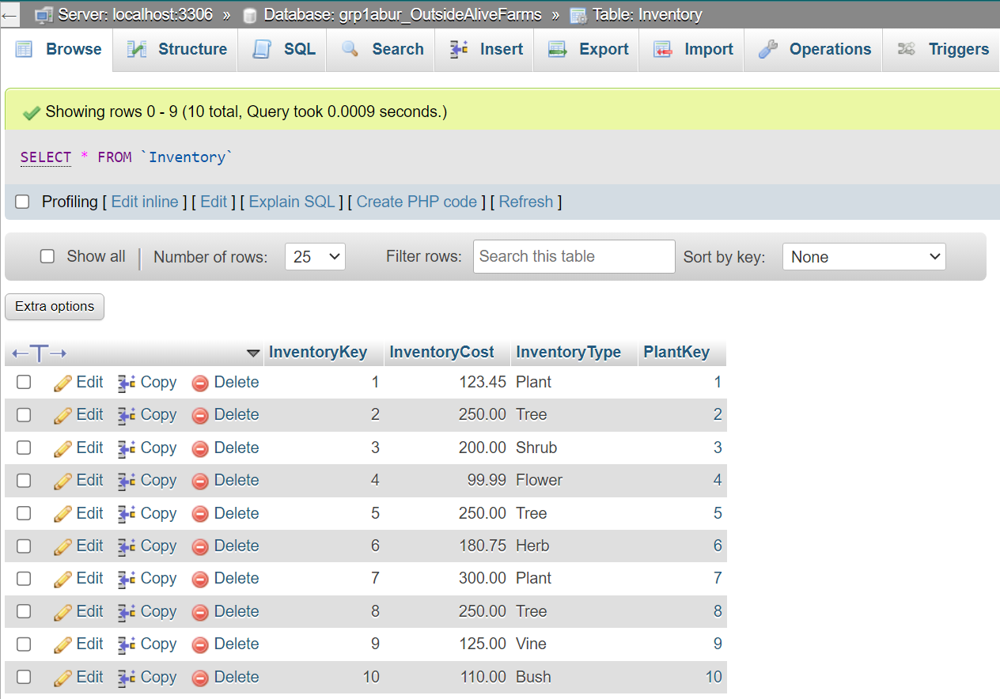 Server: localhost:3306 » Database: grp1abur_OutsideAliveFarms » Table: Inventory
Browse Structure SQL Search Insert Export Import Operations Triggers
Showing rows 0 - 9 (10 total, Query took 0.0009 seconds.)
SELECT * FROM `Inventory`
Profiling [ Edit inline ] [ Edit ] [ Explain SQL ] [ Create PHP code ] [ Refresh ]
Show all Number of rows: 25 Filter rows: Search this table Sort by key: None
Extra options
InventoryKey InventoryCost InventoryType PlantKey
Edit Copy Delete 1 123.45 Plant 1
Edit Copy Delete 2 250.00 Tree 2
Edit Copy Delete 3 200.00 Shrub 3
Edit Copy Delete 4 99.99 Flower 4
Edit Copy Delete 5 250.00 Tree 5
Edit Copy Delete 6 180.75 Herb 6
Edit Copy Delete 7 300.00 Plant 7
Edit Copy Delete 8 250.00 Tree 8
Edit Copy Delete 9 125.00 Vine 9
Edit Copy Delete 10 110.00 Bush 10